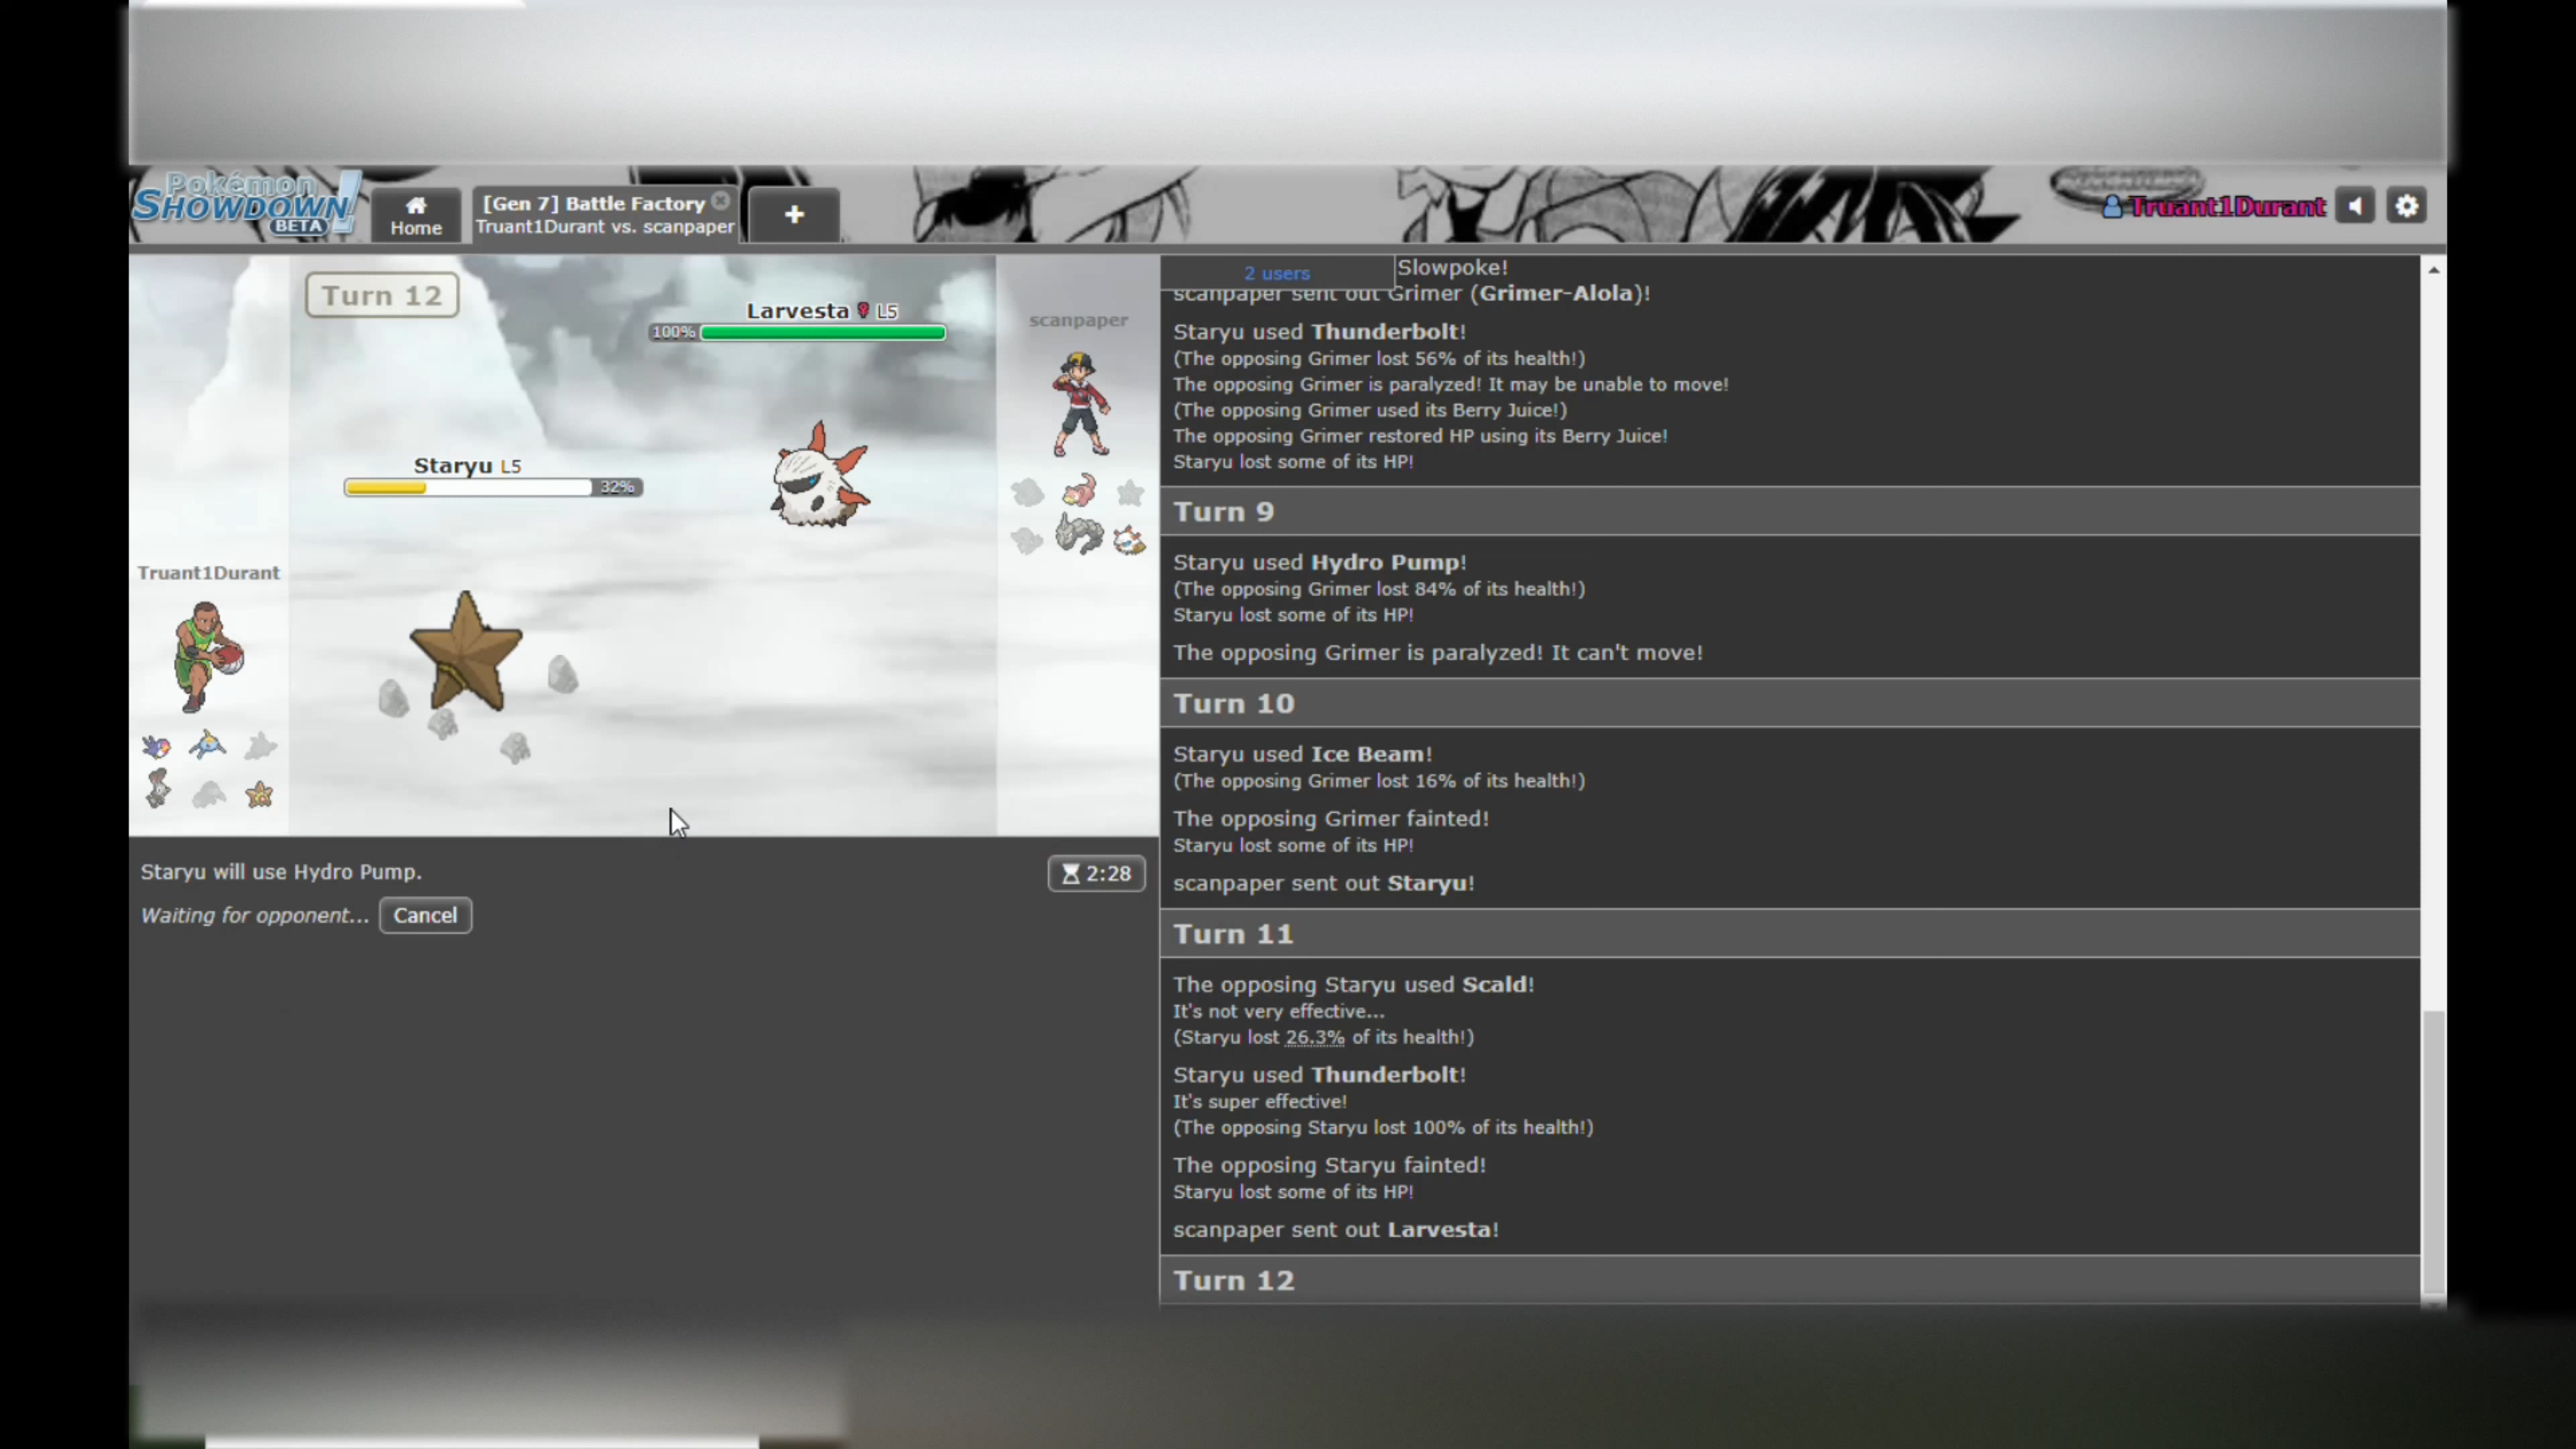 Pokémon
SHOWDOWN!
BETA
Home
[Gen 7] Battle Factory
Truant1Durant vs. scanpaper
+
Truant1Durant
Turn 12
Larvesta L5
100%
scanpaper
Staryu L5
32%
Truant1Durant
Staryu will use Hydro Pump.
2:28
Waiting for opponent... Cancel
2 users
Slowpoke!
scanpaper sent out Grimer (Grimer-Alola)!
Staryu used Thunderbolt!
(The opposing Grimer lost 56% of its health!)
The opposing Grimer is paralyzed! It may be unable to move!
(The opposing Grimer used its Berry Juice!)
The opposing Grimer restored HP using its Berry Juice!
Staryu lost some of its HP!
Turn 9
Staryu used Hydro Pump!
(The opposing Grimer lost 84% of its health!)
Staryu lost some of its HP!
The opposing Grimer is paralyzed! It can't move!
Turn 10
Staryu used Ice Beam!
(The opposing Grimer lost 16% of its health!)
The opposing Grimer fainted!
Staryu lost some of its HP!
scanpaper sent out Staryu!
Turn 11
The opposing Staryu used Scald!
It's not very effective...
(Staryu lost 26.3% of its health!)
Staryu used Thunderbolt!
It's super effective!
(The opposing Staryu lost 100% of its health!)
The opposing Staryu fainted!
Staryu lost some of its HP!
scanpaper sent out Larvesta!
Turn 12